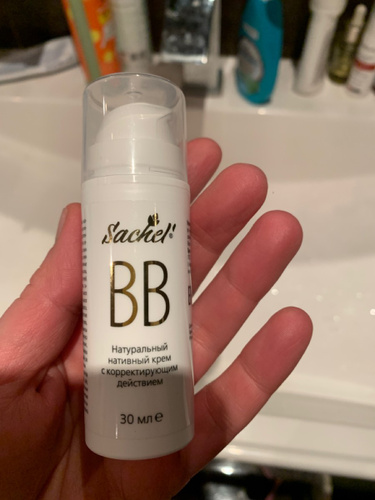 Sachel'®
BB
Натуральный
нативный крем
с корректирующим
действием
30 мл ℮